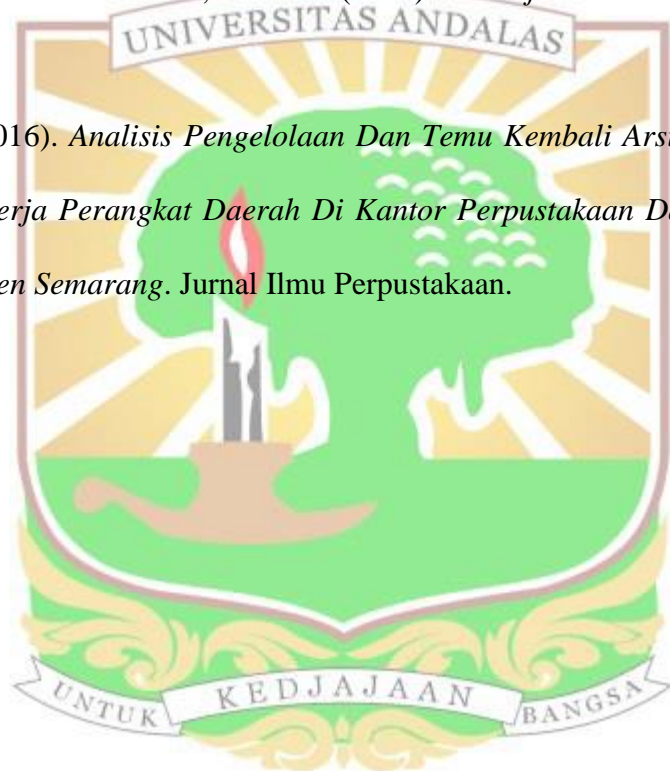 UNIVERSITAS ANDALAS
016). Analisis Pengelolaan Dan Temu Kembali
erja Perangkat Daerah Di Kantor Perpustakaan
en Semarang. Jurnal Ilmu Perpustakaan.
UNTUK KEDJAJAAN BANGSA